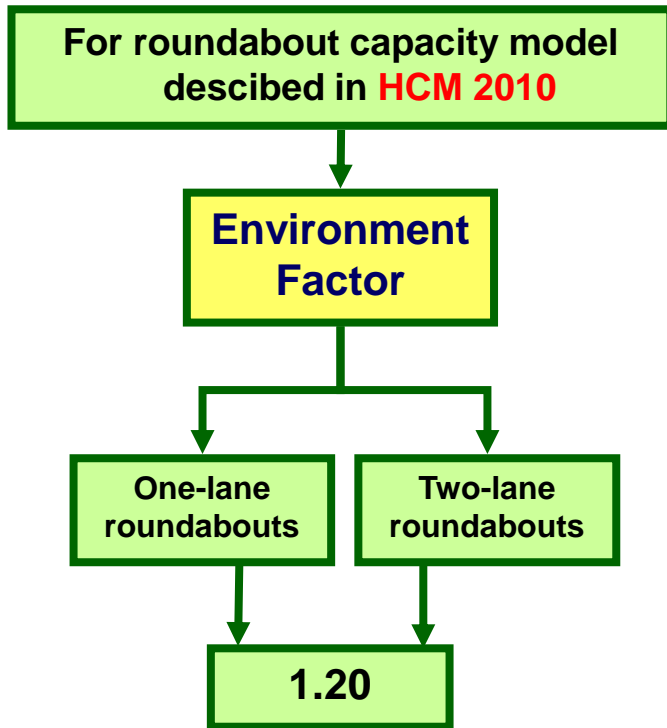 For roundabout capacity model
descibed in HCM 2010
Environment
Factor
One-lane
roundabouts
Two-lane
roundabouts
1.20